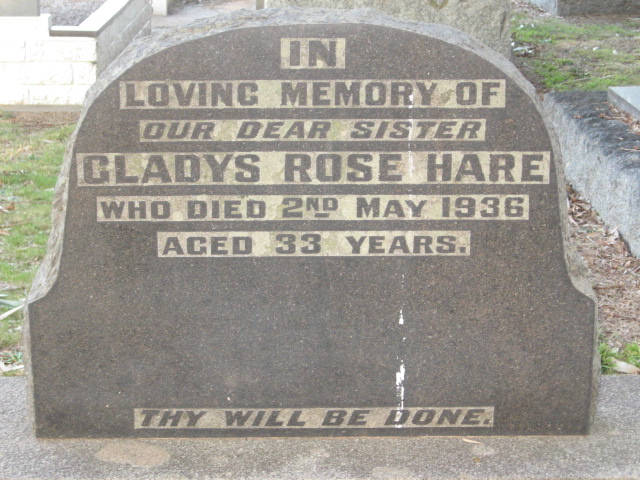 IN
LOVING MEMORY OF
OUR DEAR SISTER
GLADYS ROSE HARE
WHO DIED 2ND MAY 1936
AGED 33 YEARS.
THY WILL BE DONE.